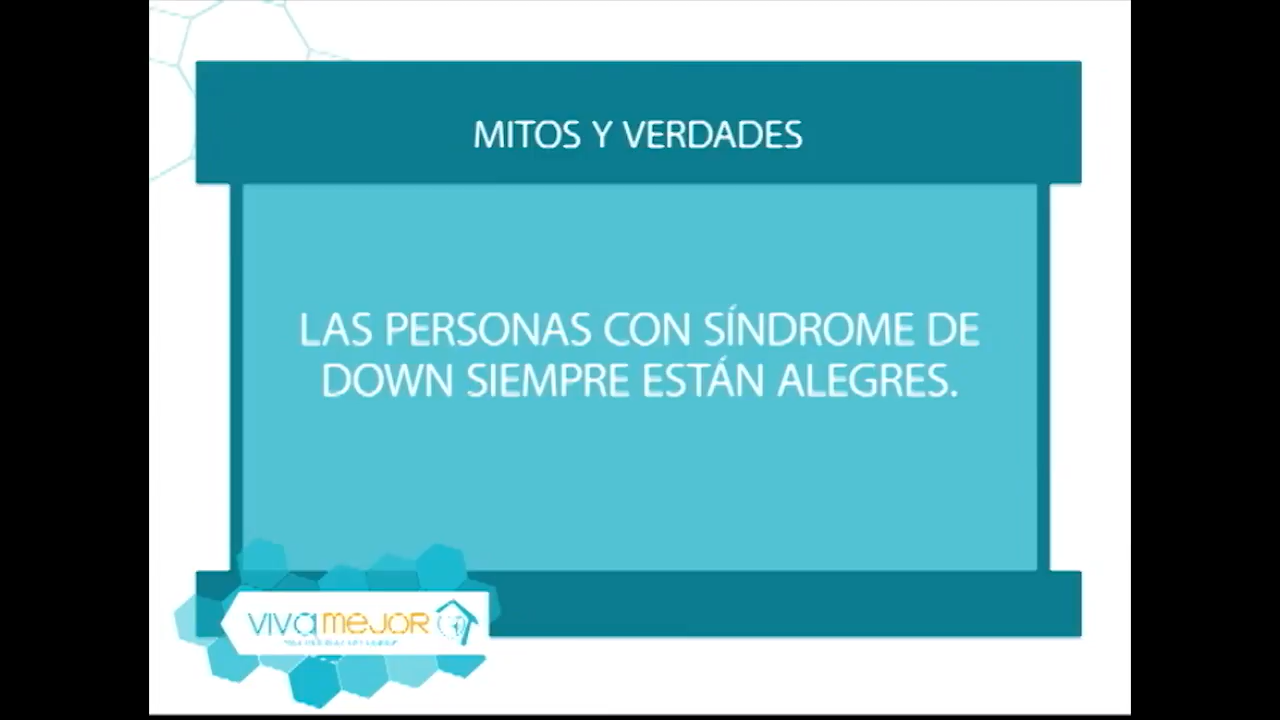 MITOS Y VERDADES
LAS PERSONAS CON SÍNDROME DE
DOWN SIEMPRE ESTÁN ALEGRES.
VIVAMEJOR